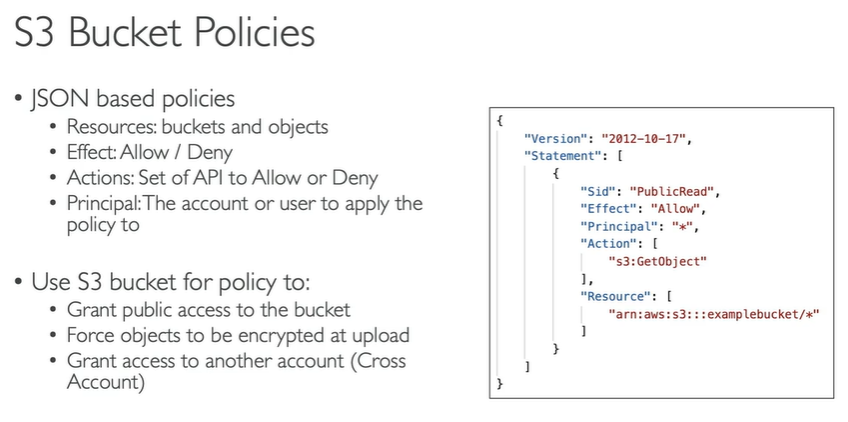 S3 Bucket Policies
• JSON based policies
• Resources: buckets and objects
• Effect: Allow / Deny
• Actions: Set of API to Allow or Deny
• Principal: The account or user to apply the
policy to
• Use S3 bucket for policy to:
• Grant public access to the bucket
• Force objects to be encrypted at upload
• Grant access to another account (Cross
Account)
{
"Version": "2012-10-17",
"Statement": [
{
"Sid": "PublicRead",
"Effect": "Allow",
"Principal": "*",
"Action": [
"s3:GetObject"
],
"Resource": [
"arn:aws:s3:::examplebucket/*"
]
}
]
}